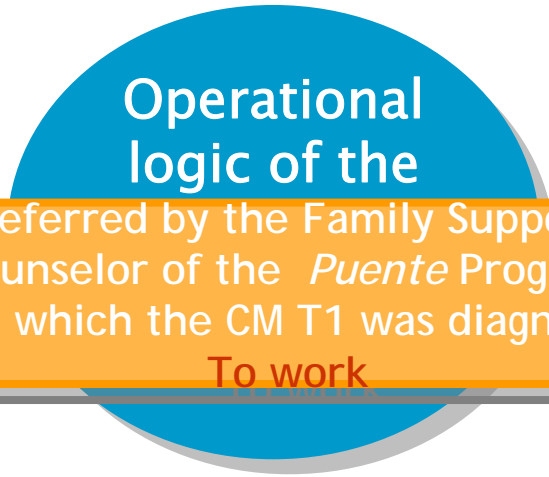 Operational
logic of the
eferred by the Family Suppo
unselor of the Puente Prog
which the CM T1 was diagn
To work